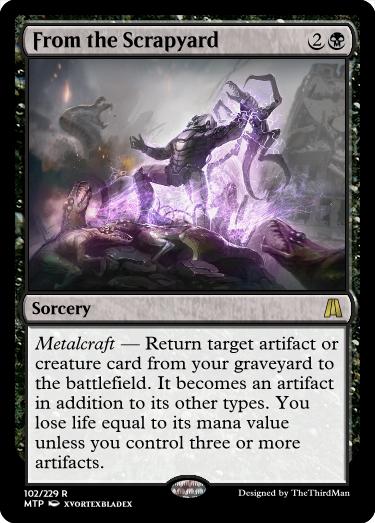 From the Scrapyard 2
Sorcery
Metalcraft — Return target artifact or
creature card from your graveyard to
the battlefield. It becomes an artifact
in addition to its other types. You
lose life equal to its mana value
unless you control three or more
artifacts.
102/229 R
MTP XVORTEXBLADEX
Designed by TheThirdMan